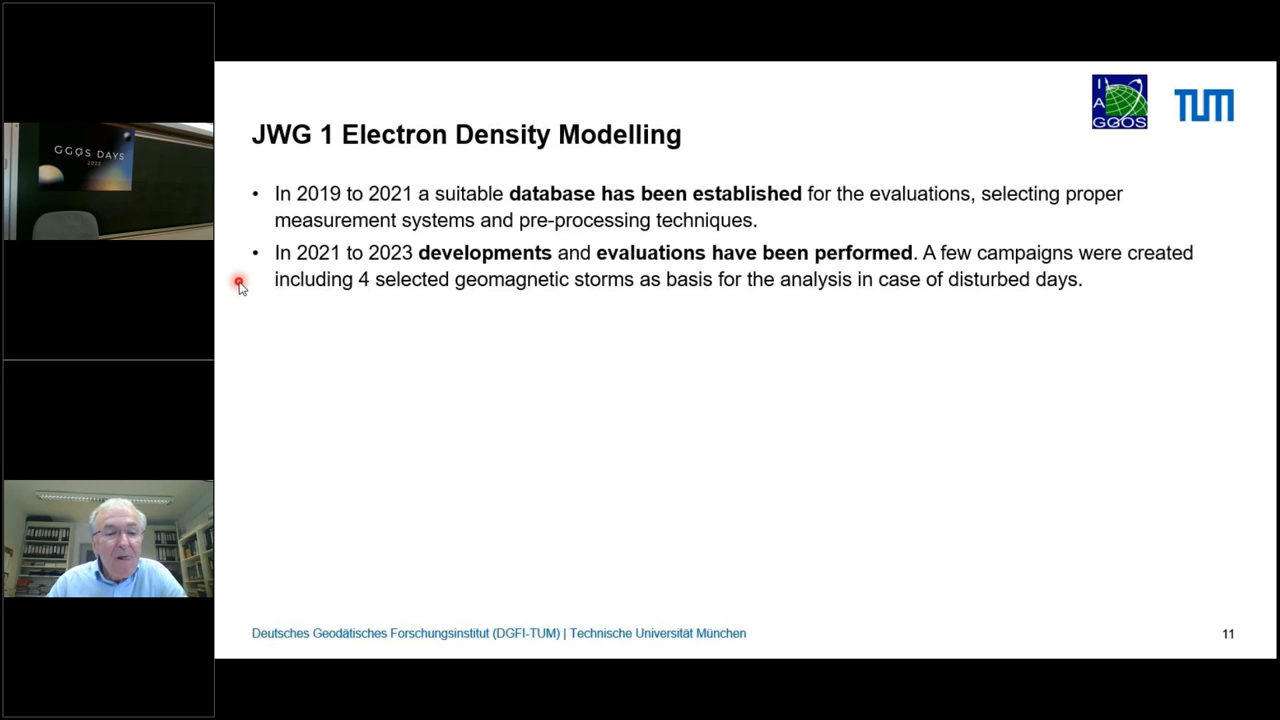 GGOS DAYS
I
A
GGOS
TUM
JWG 1 Electron Density Modelling
• In 2019 to 2021 a suitable database has been established for the evaluations, selecting proper
measurement systems and pre-processing techniques.
• In 2021 to 2023 developments and evaluations have been performed. A few campaigns were created
including 4 selected geomagnetic storms as basis for the analysis in case of disturbed days.
Deutsches Geodätisches Forschungsinstitut (DGFI-TUM) | Technische Universität München
11